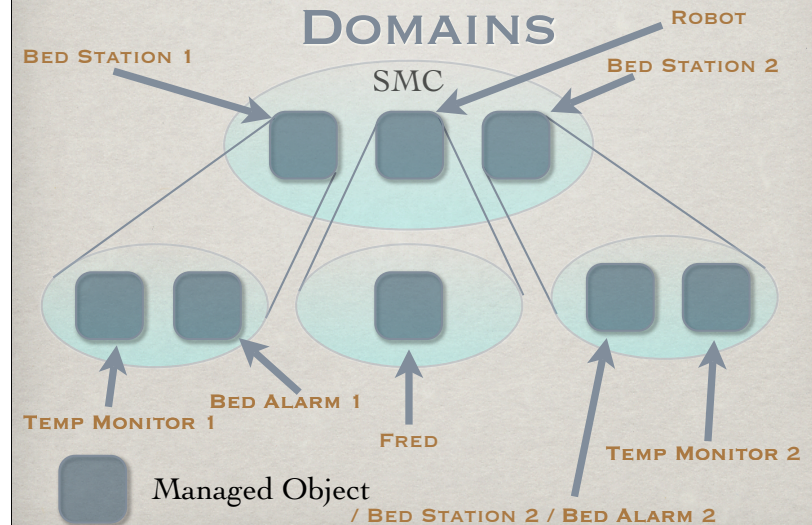 DOMAINS
ROBOT
BED STATION 1
BED STATION 2
SMC
BED ALARM 1
TEMP MONITOR 1
FRED
TEMP MONITOR 2
Managed Object
/ BED STATION 2 / BED ALARM 2